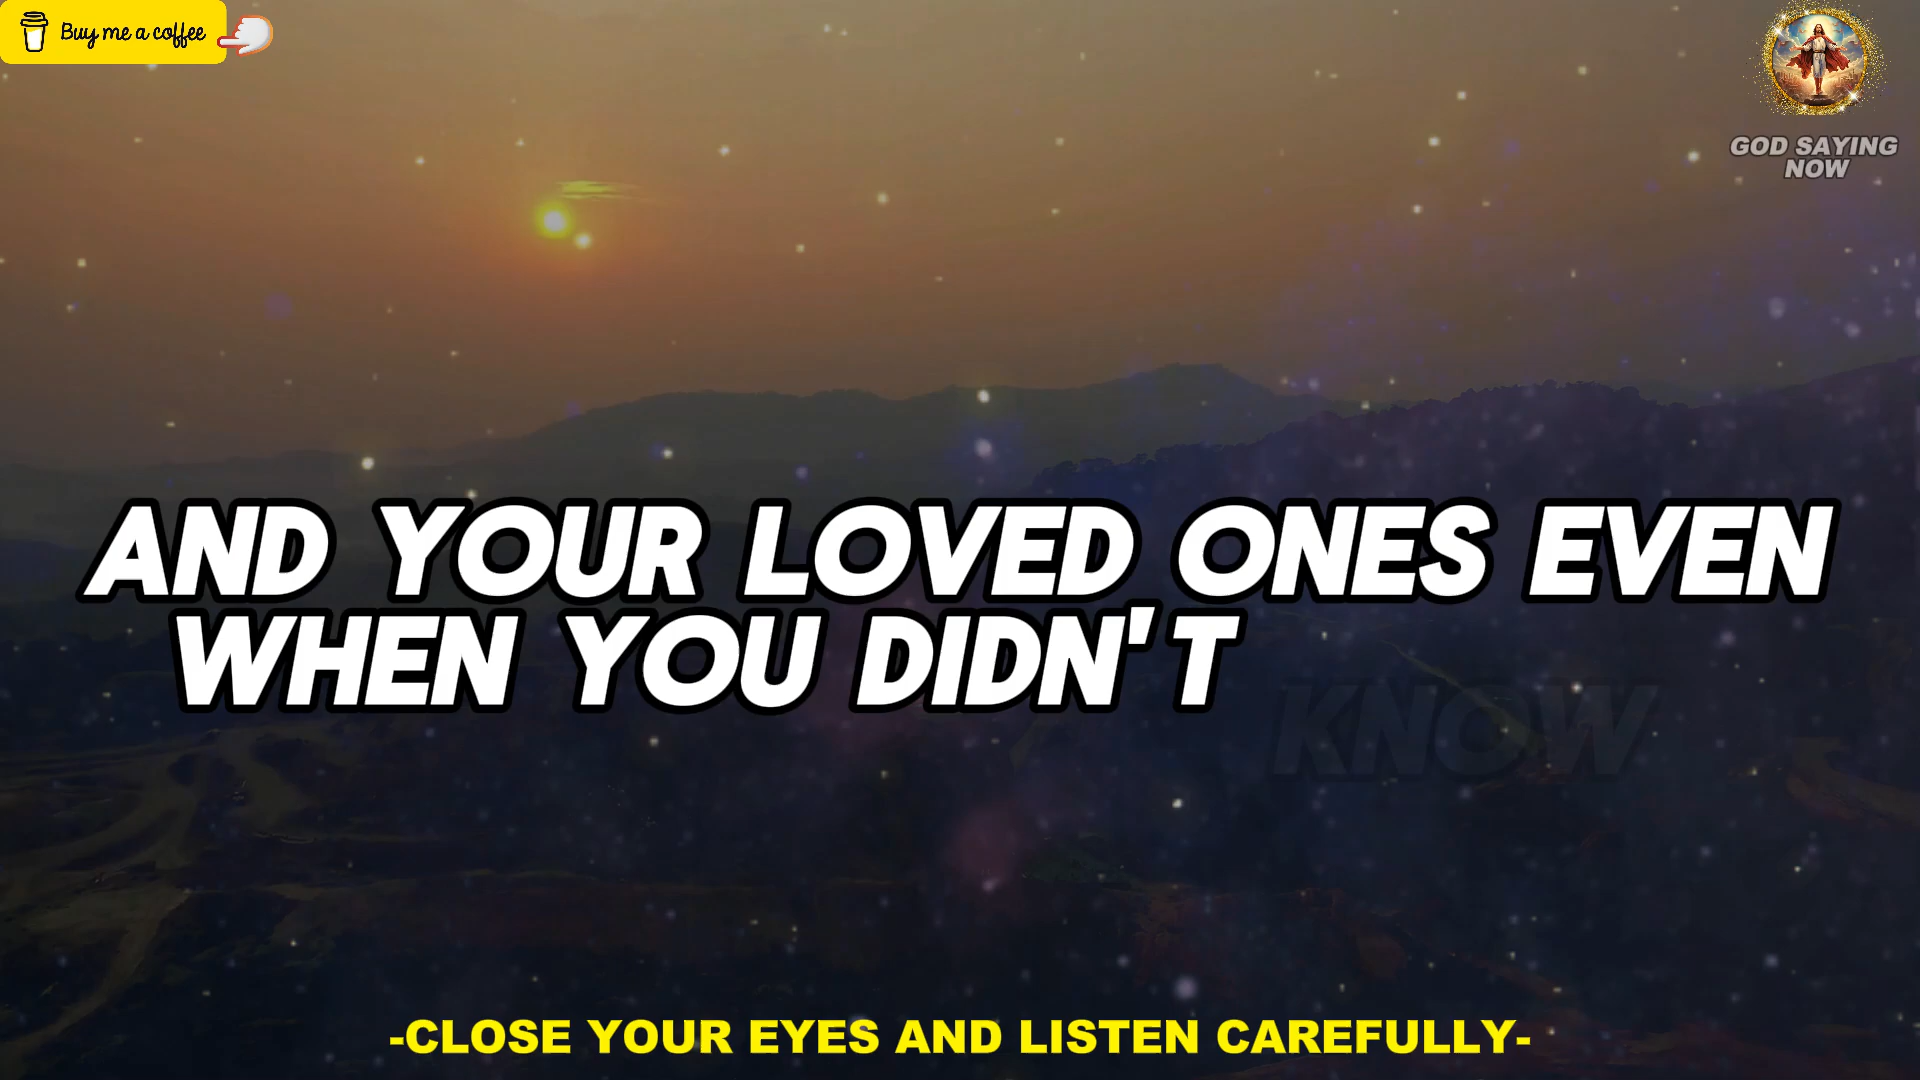 Buy me a coffee
GOD SAYING
NOW
AND YOUR LOVED ONES EVEN
WHEN YOU DIDN'T KNOW
-CLOSE YOUR EYES AND LISTEN CAREFULLY-